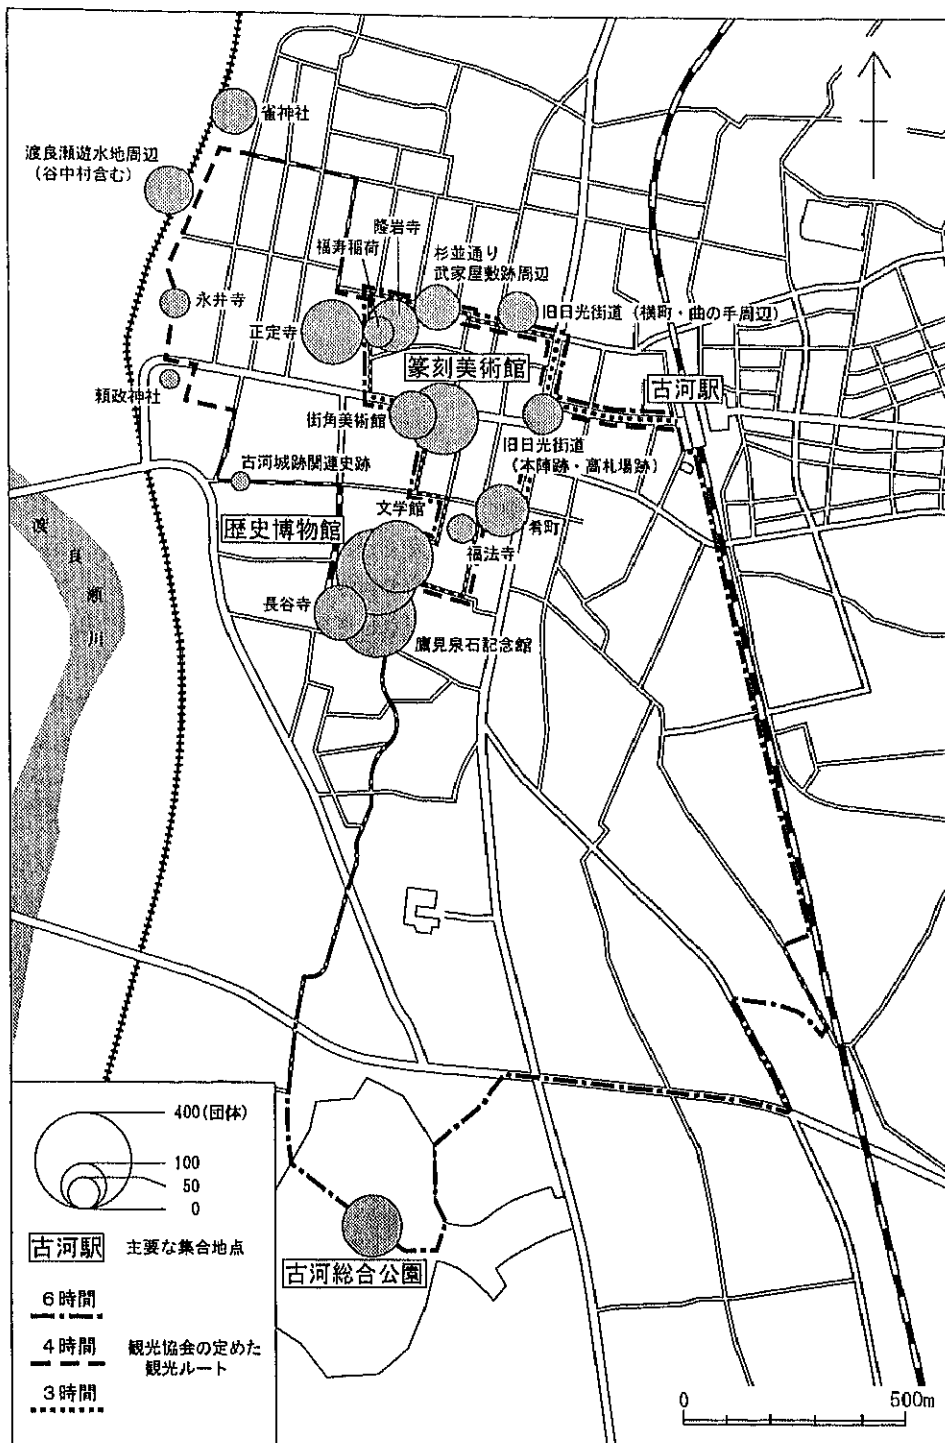 雀神社
渡良瀬遊水地周辺
(谷中村含む)
隆岩寺
福寿稲荷
杉並通り
武家屋敷跡周辺
永井寺
正定寺
旧日光街道（横町・曲の手周辺）
篆刻美術館
古河駅
頼政神社
街角美術館
旧日光街道
(本陣跡・高札場跡)
古河城跡関連史跡
文学館
歴史博物館
肴町
福法寺
渡良瀬川
長谷寺
鷹見泉石記念館
400(団体)
100
50
0
古河駅 主要な集合地点
古河総合公園
6時間
4時間 観光協会の定めた
観光ルート
3時間
0 500m